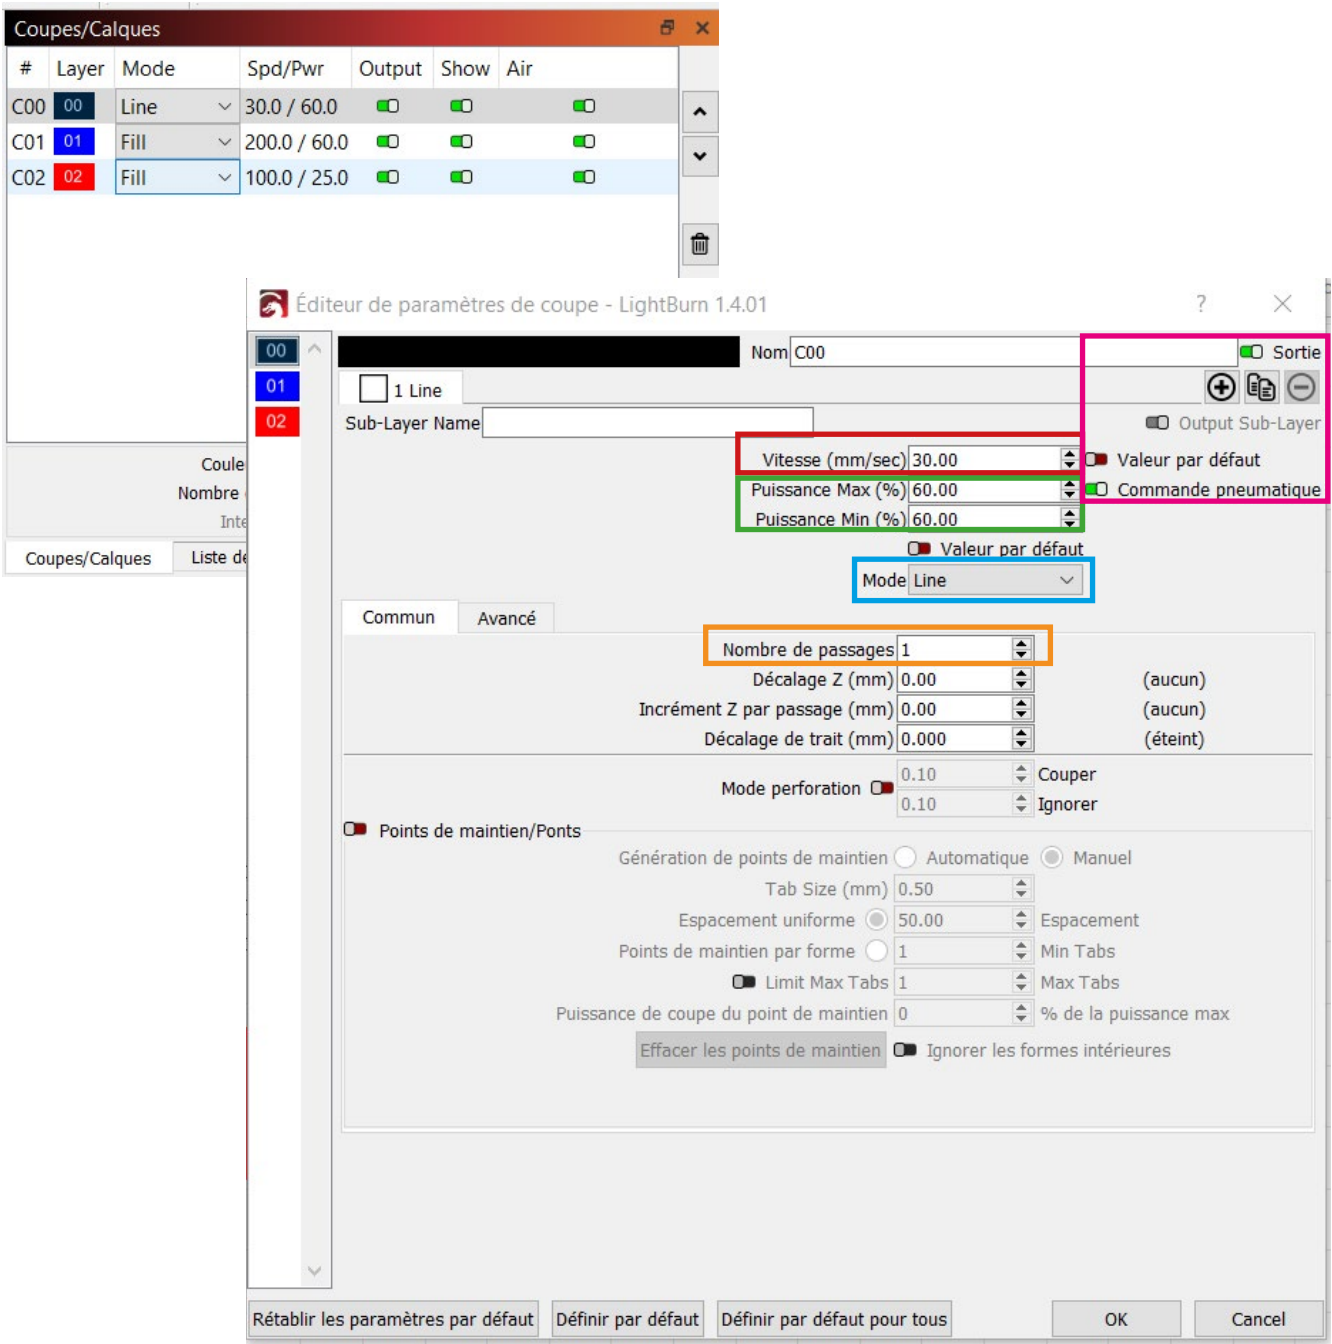 Coupes/Calques
# Layer Mode Spd/Pwr Output Show Air
C00 00 Line 30.0 / 60.0
C01 01 Fill 200.0 / 60.0
C02 02 Fill 100.0 / 25.0
Éditeur de paramètres de coupe - LightBurn 1.4.01 ?
00 Nom C00 Sortie
01 1 Line
02 Sub-Layer Name Output Sub-Layer
Coule Vitesse (mm/sec) 30.00 Valeur par défaut
Nombre Puissance Max (%) 60.00 Commande pneumatique
Inte Puissance Min (%) 60.00
Coupes/Calques Liste de Valeur par défaut
Mode Line
Commun Avancé
Nombre de passages 1
Décalage Z (mm) 0.00 (aucun)
Incrément Z par passage (mm) 0.00 (aucun)
Décalage de trait (mm) 0.000 (éteint)
0.10 Couper
Mode perforation
0.10 Ignorer
Points de maintien/Ponts
Génération de points de maintien Automatique Manuel
Tab Size (mm) 0.50
Espacement uniforme 50.00 Espacement
Points de maintien par forme 1 Min Tabs
Limit Max Tabs 1 Max Tabs
Puissance de coupe du point de maintien 0 % de la puissance max
Effacer les points de maintien Ignorer les formes intérieures
Rétablir les paramètres par défaut Définir par défaut Définir par défaut pour tous OK Cancel